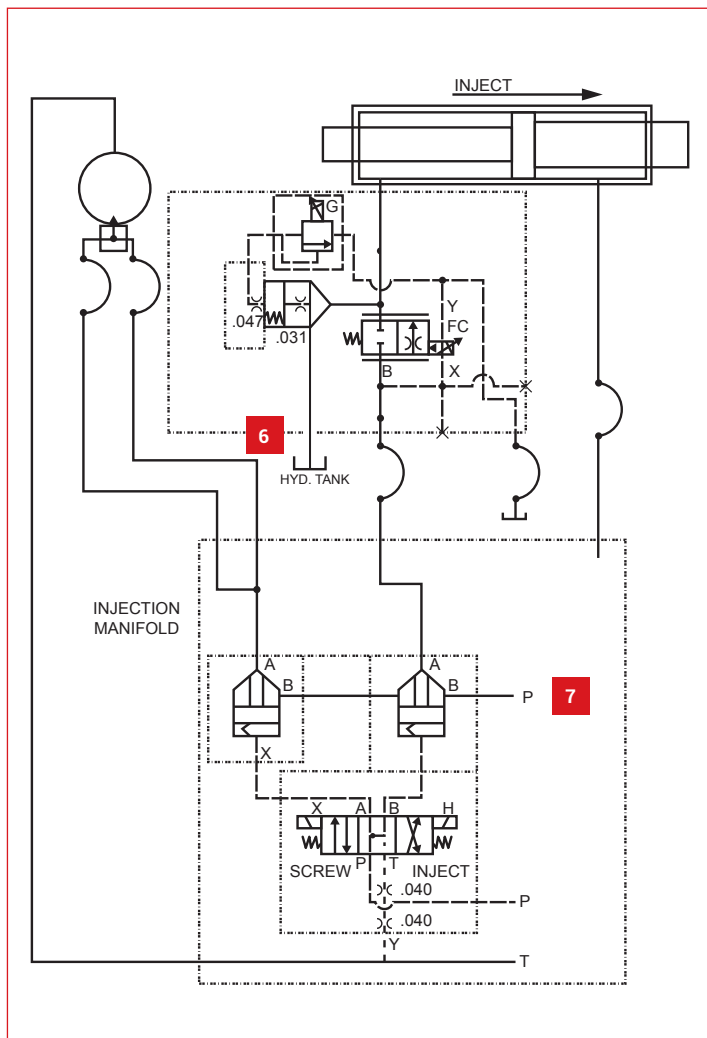 INJECT
G
.047
.031
Y
FC
B
X
6
HYD. TANK
INJECTION
MANIFOLD
A
A
B
B
P
7
X
X
A
B
H
SCREW
P
T
INJECT
.040
P
.040
Y
T